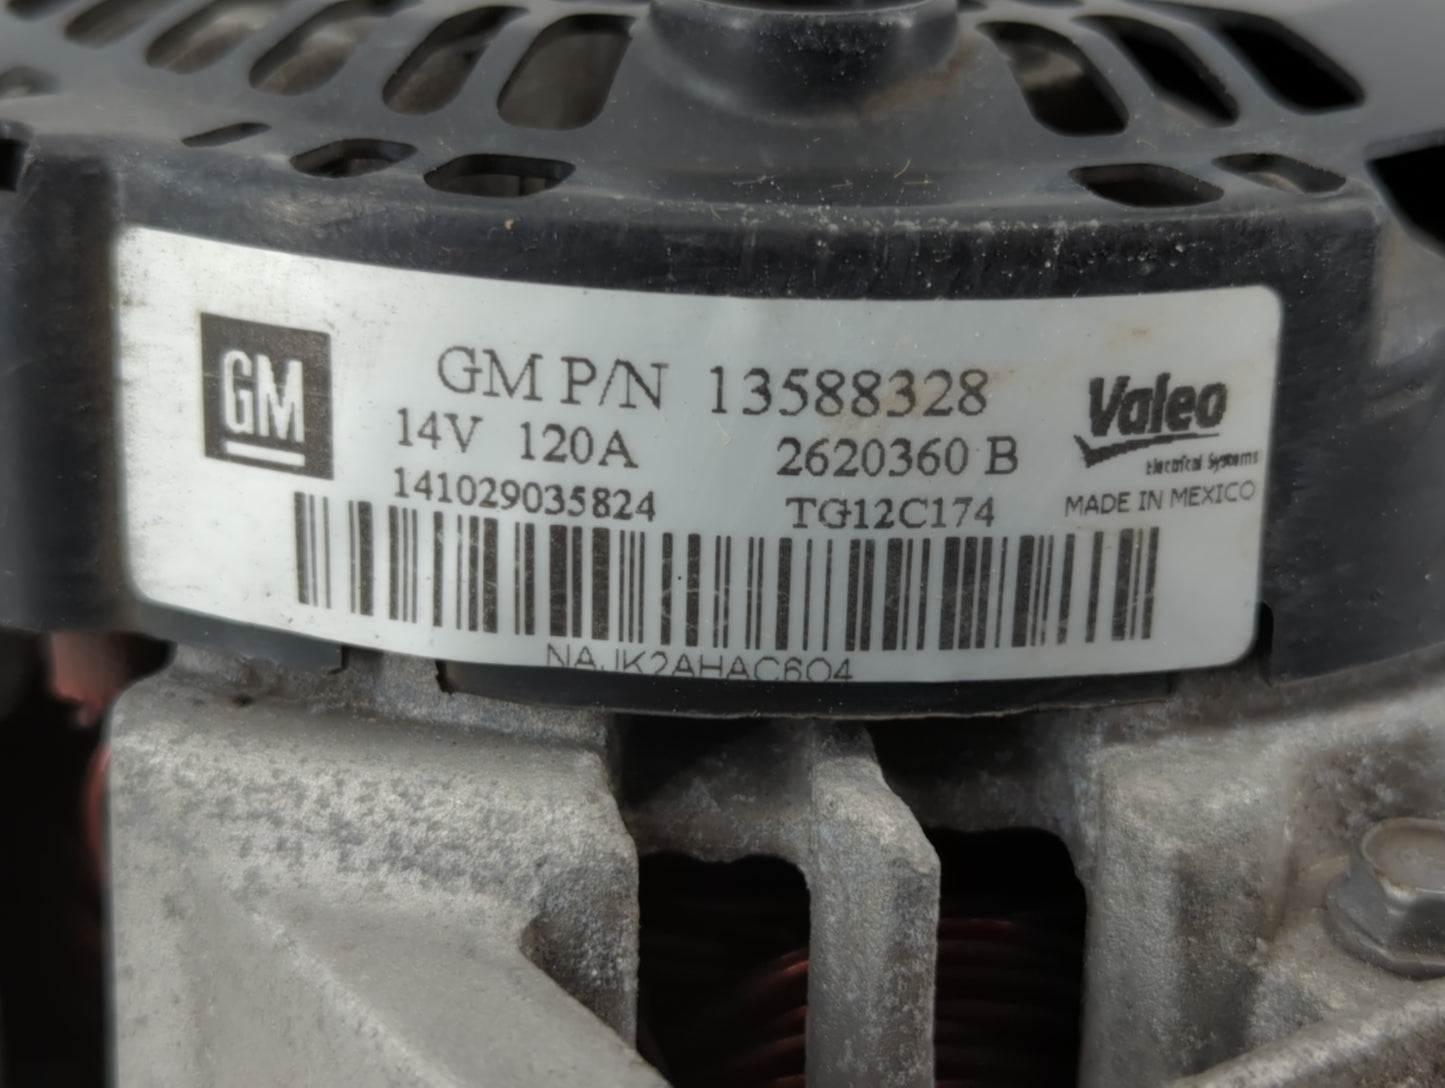 GM
GM P/N 13588328
14V 120A 2620360 B
141029035824 TG12C174
Valeo
Electrical Systems
MADE IN MEXICO
NAJK2AHAC604